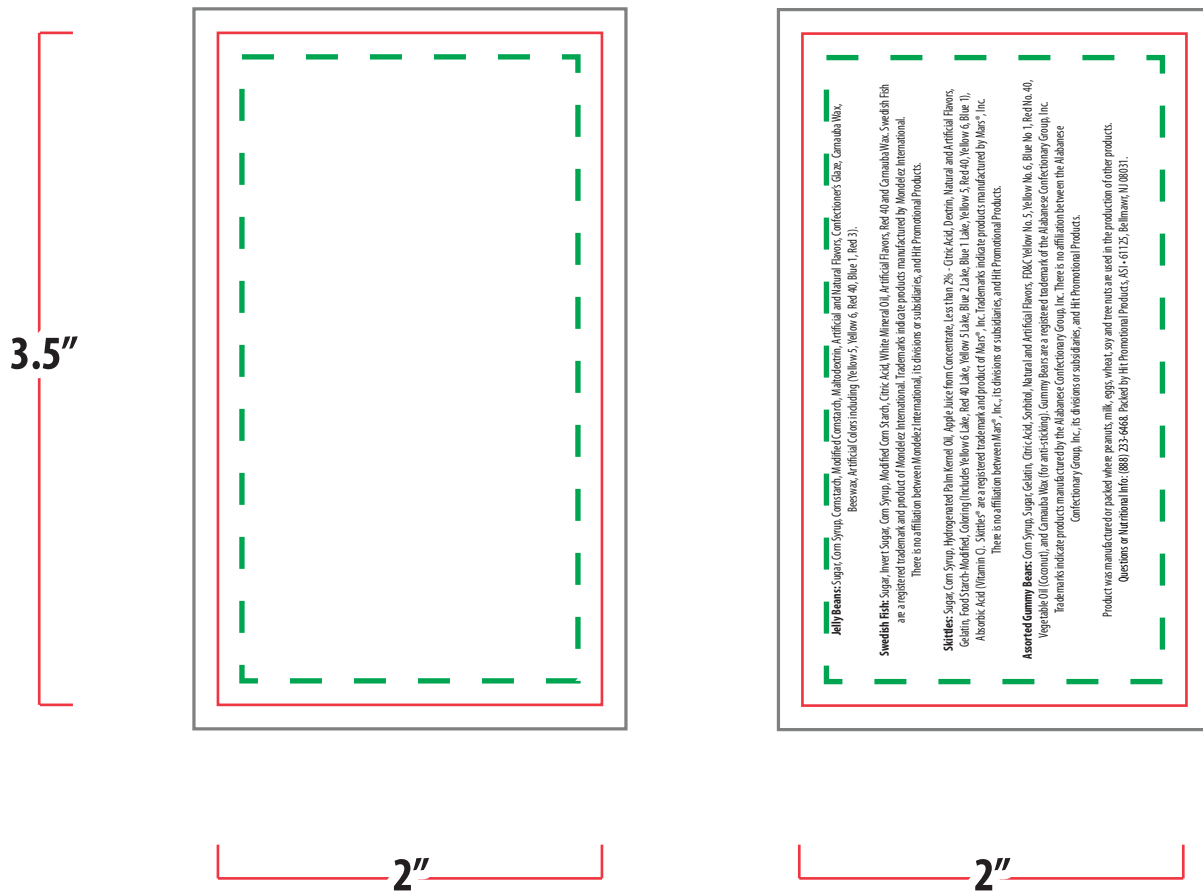 3.5”
2”
Jelly Beans: Sugar, Corn Syrup, Cornstarch, Modified Cornstarch, Maltodextrin, Artificial and Natural Flavors, Confectioner's Glaze, Carnauba Wax,
Beeswax, Artificial Colors including (Yellow 5, Yellow 6, Red 40, Blue 1, Red 3).
Swedish Fish: Sugar, Invert Sugar, Corn Syrup, Modified Corn Starch, Citric Acid, White Mineral Oil, Artificial Flavors, Red 40 and Carnauba Wax. Swedish Fish
are a registered trademark and product of Mondelez International. Trademarks indicate products manufactured by Mondelez International.
There is no affiliation between Mondelez International, its divisions or subsidiaries, and Hit Promotional Products.
Skittles: Sugar, Corn Syrup, Hydrogenated Palm Kernel Oil, Apple Juice from Concentrate, Less than 2% - Citric Acid, Dextrin, Natural and Artificial Flavors,
Gelatin, Food Starch-Modified, Coloring (Includes Yellow 6 Lake, Red 40 Lake, Yellow 5 Lake, Blue 2 Lake, Blue 1 Lake, Yellow 5, Red 40, Yellow 6, Blue 1),
Absorbic Acid (Vitamin C). Skittles® are a registered trademark and product of Mars®, Inc. Trademarks indicate products manufactured by Mars®, Inc.
There is no affiliation between Mars®, Inc., its divisions or subsidiaries, and Hit Promotional Products.
Assorted Gummy Bears: Corn Syrup, Sugar, Gelatin, Citric Acid, Sorbitol, Natural and Artificial Flavors, FD&C Yellow No. 5, Yellow No. 6, Blue No 1, Red No. 40,
Vegetable Oil (Coconut), and Carnauba Wax (for anti-sticking). Gummy Bears are a registered trademark of the Alabanese Confectionary Group, Inc.
Trademarks indicate products manufactured by the Alabanese Confectionary Group, Inc. There is no affiliation between the Alabanese
Confectionary Group, Inc., its divisions or subsidiaries, and Hit Promotional Products.
Product was manufactured or packed where peanuts, milk, eggs, wheat, soy and tree nuts are used in the production of other products.
Questions or Nutritional Info: (888) 233-6468. Packed by Hit Promotional Products, ASI • 61125, Bellmawr, NJ 08031.
2”